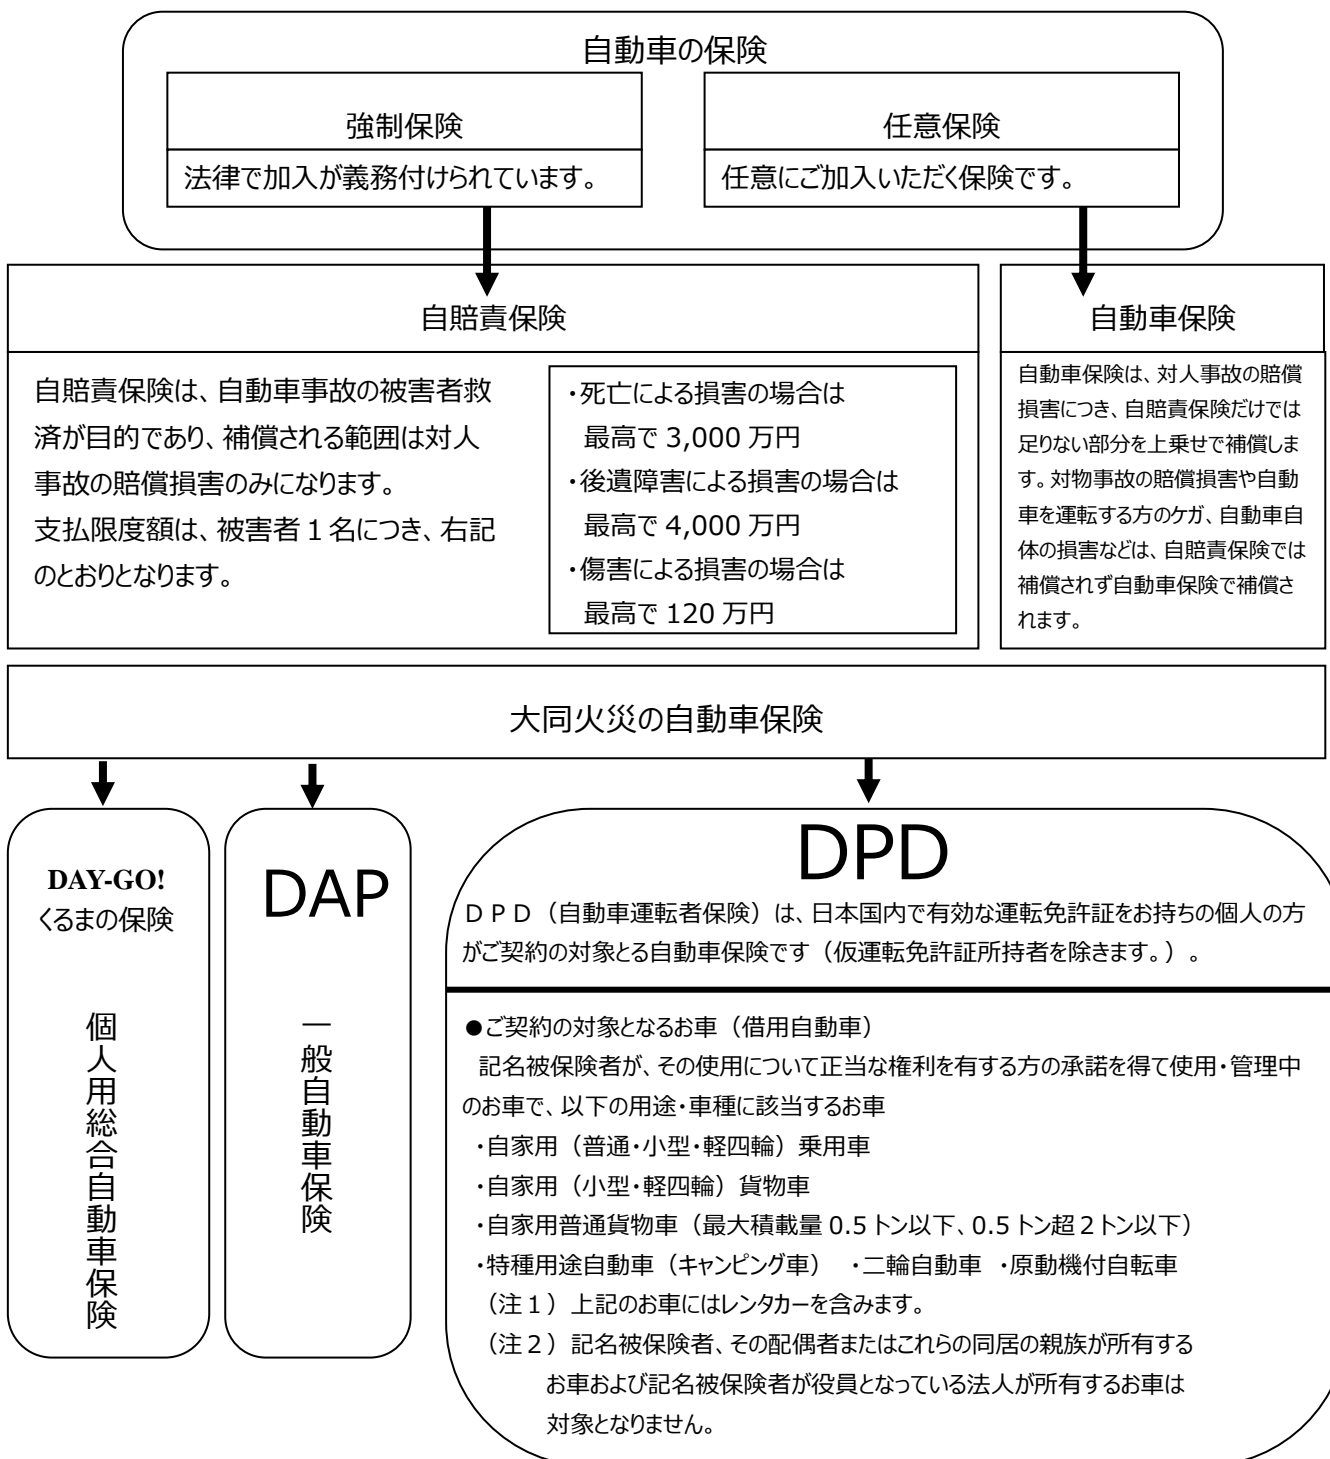 自動車の保険
強制保険
法律で加入が義務付けられています。
任意保険
任意にご加入いただく保険です。
自賠責保険
自賠責保険は、自動車事故の被害者救
済が目的であり、補償される範囲は対人
事故の賠償損害のみになります。
支払限度額は、被害者１名につき、右記
のとおりとなります。
・死亡による損害の場合は
最高で 3,000 万円
・後遺障害による損害の場合は
最高で 4,000 万円
・傷害による損害の場合は
最高で 120 万円
自動車保険
自動車保険は、対人事故の賠償
損害につき、自賠責保険だけでは
足りない部分を上乗せで補償しま
す。対物事故の賠償損害や自動
車を運転する方のケガ、自動車自
体の損害などは、自賠責保険では
補償されず自動車保険で補償さ
れます。
大同火災の自動車保険
DAY-GO!
くるまの保険
個人用総合自動車保険
DAP
一般自動車保険
DPD
ＤＰＤ（自動車運転者保険）は、日本国内で有効な運転免許証をお持ちの個人の方
がご契約の対象とる自動車保険です（仮運転免許証所持者を除きます。）。
●ご契約の対象となるお車（借用自動車）
記名被保険者が、その使用について正当な権利を有する方の承諾を得て使用・管理中
のお車で、以下の用途・車種に該当するお車
・自家用（普通・小型・軽四輪）乗用車
・自家用（小型・軽四輪）貨物車
・自家用普通貨物車（最大積載量 0.5 トン以下、0.5 トン超２トン以下）
・特種用途自動車（キャンピング車） ・二輪自動車 ・原動機付自転車
（注１）上記のお車にはレンタカーを含みます。
（注２）記名被保険者、その配偶者またはこれらの同居の親族が所有する
お車および記名被保険者が役員となっている法人が所有するお車は
対象となりません。